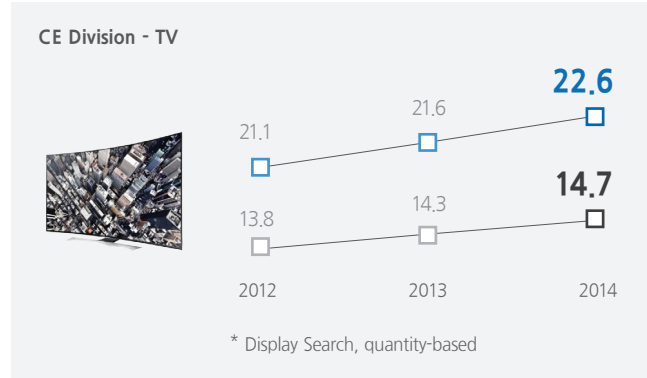 CE Division - TV
22.6
21.6
21.1
14.7
14.3
13.8
2012 2013 2014
* Display Search, quantity-based